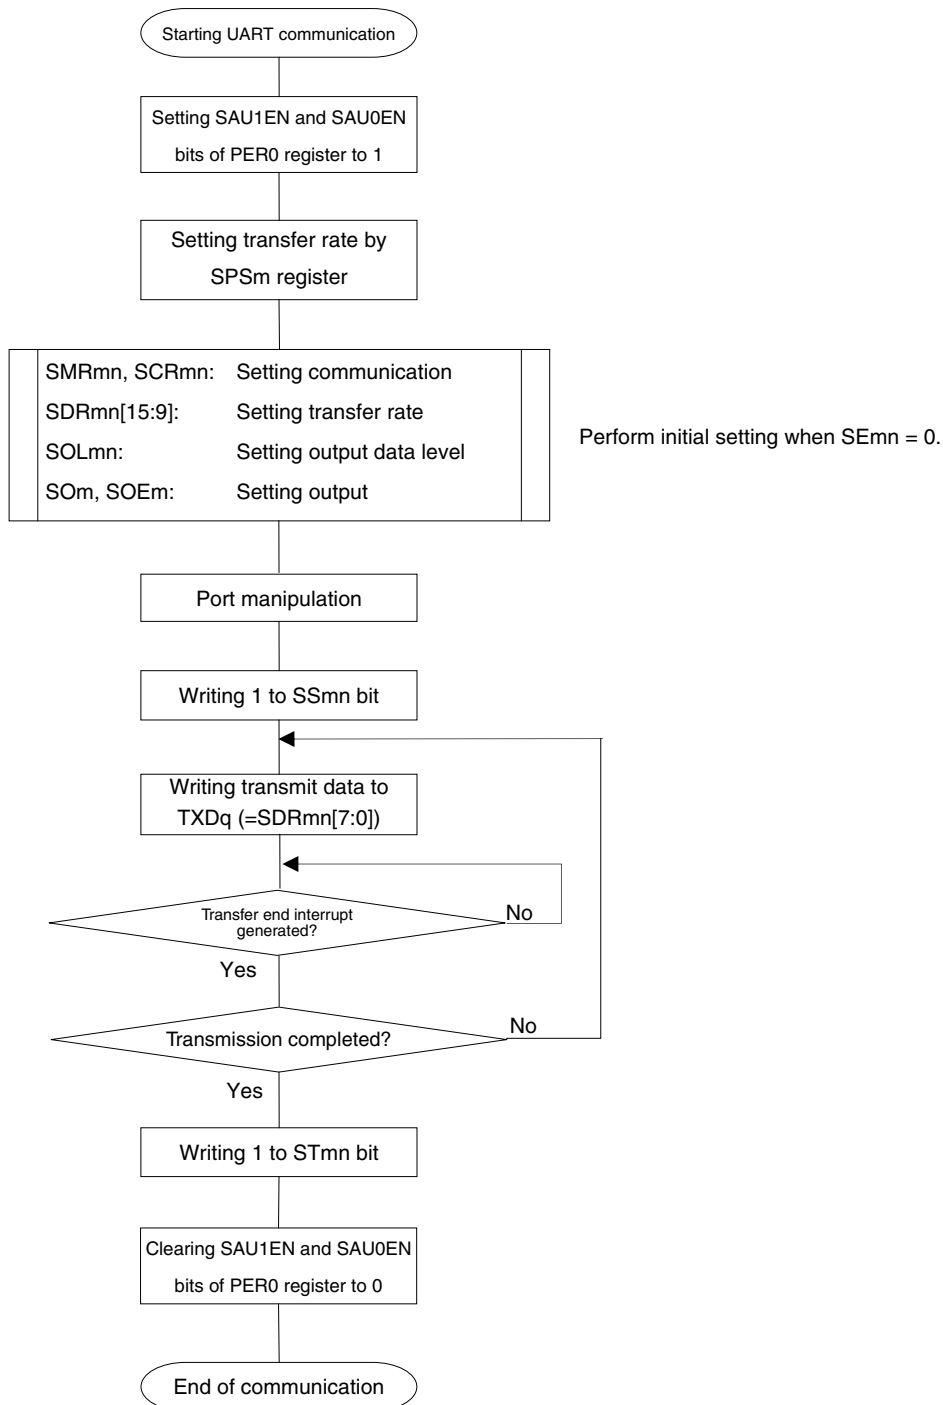 Starting UART communication
Setting SAU1EN and SAU0EN
bits of PER0 register to 1
Setting transfer rate by
SPSm register
SMRmn, SCRmn: Setting communication
SDRmn[15:9]: Setting transfer rate
SOLmn: Setting output data level
SOm, SOEm: Setting output
Perform initial setting when SEmn = 0.
Port manipulation
Writing 1 to SSmn bit
Writing transmit data to
TXDq (=SDRmn[7:0])
Transfer end interrupt
generated?
No
Yes
Transmission completed?
No
Yes
Writing 1 to STmn bit
Clearing SAU1EN and SAU0EN
bits of PER0 register to 0
End of communication